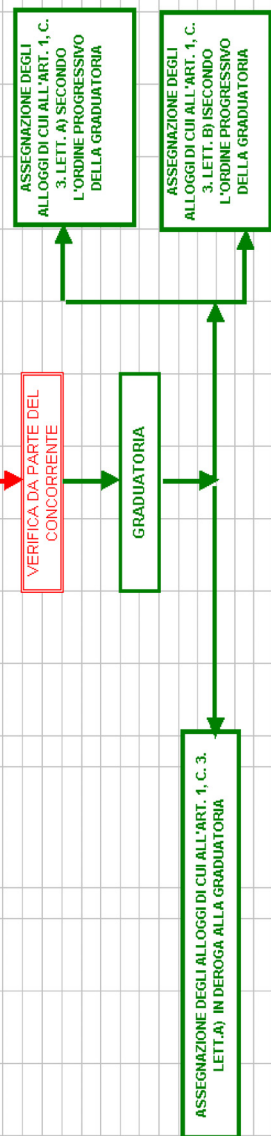 VERIFICA DA PARTE DEL
CONCORRENTE
GRADUATORIA
ASSEGNAZIONE DEGLI ALLOGGI DI CUI ALL'ART. 1, C. 3.
LETT.A) IN DEROGA ALLA GRADUATORIA
ASSEGNAZIONE DEGLI
ALLOGGI DI CUI ALL'ART. 1, C.
3. LETT. A) SECONDO
L'ORDINE PROGRESSIVO
DELLA GRADUATORIA
ASSEGNAZIONE DEGLI
ALLOGGI DI CUI ALL'ART. 1, C.
3. LETT. B) ISECONDO
L'ORDINE PROGRESSIVO
DELLA GRADUATORIA